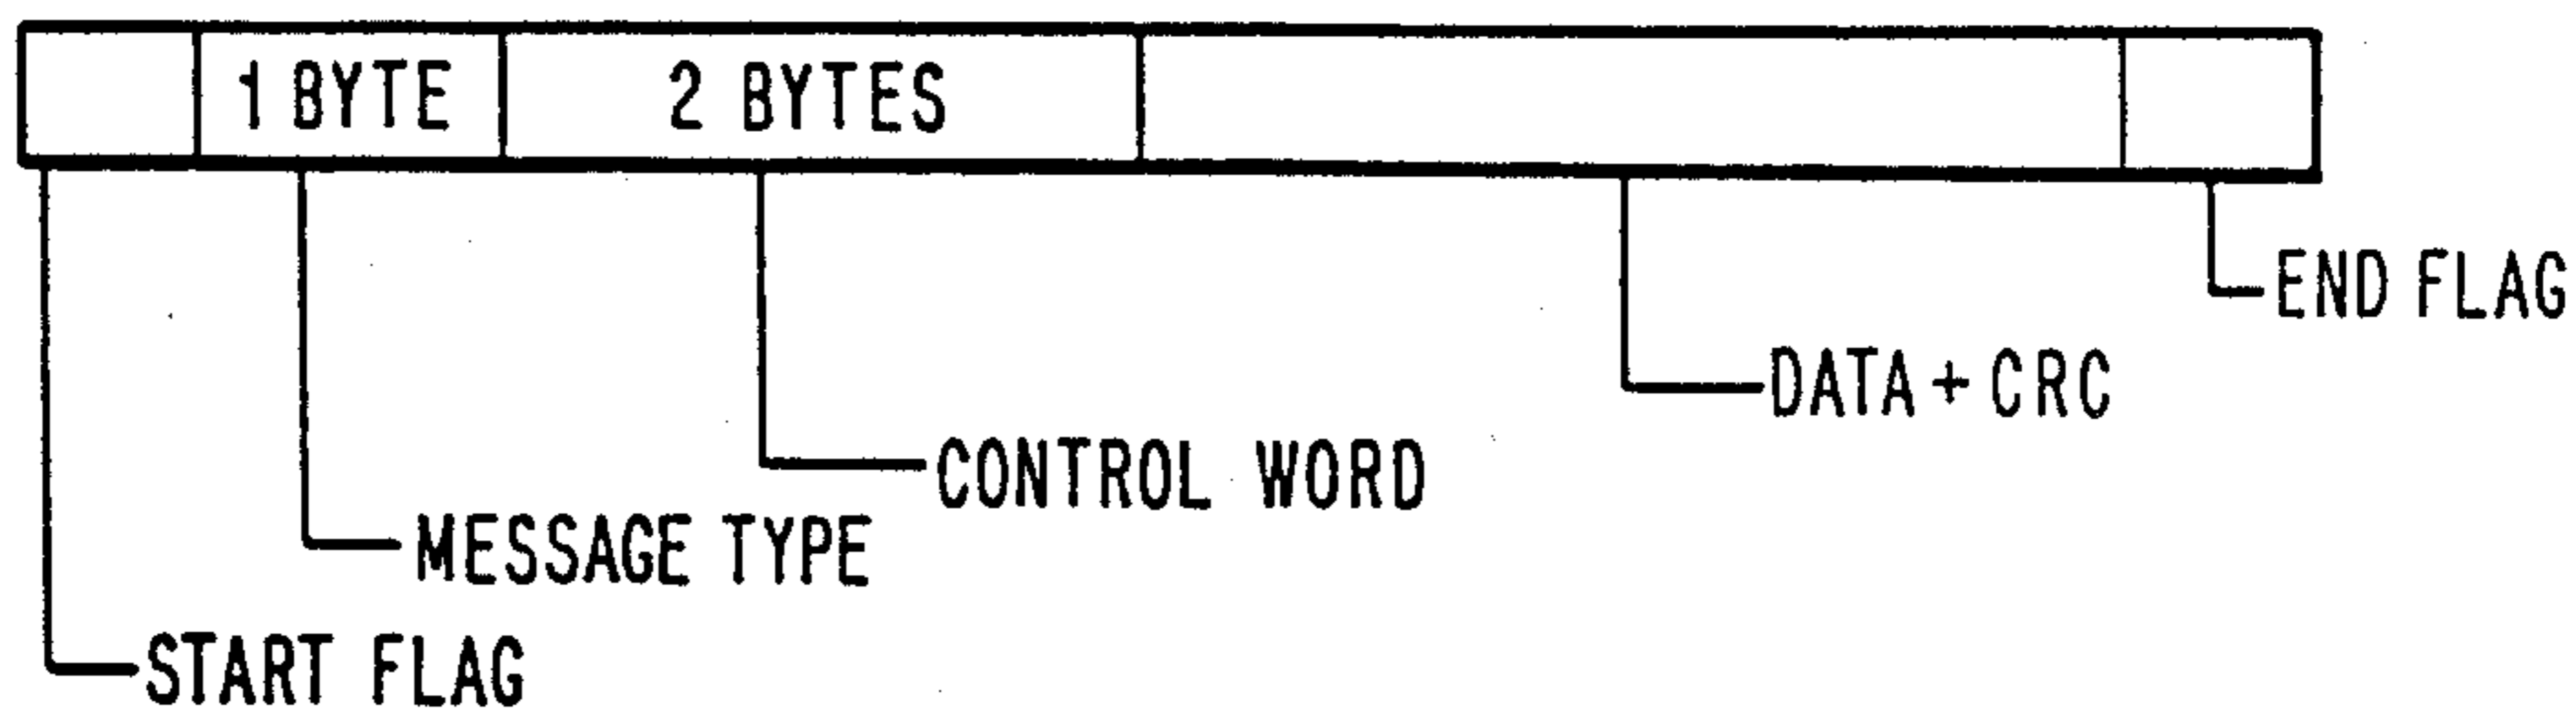 1 BYTE 2 BYTES
END FLAG
DATA + CRC
CONTROL WORD
MESSAGE TYPE
START FLAG